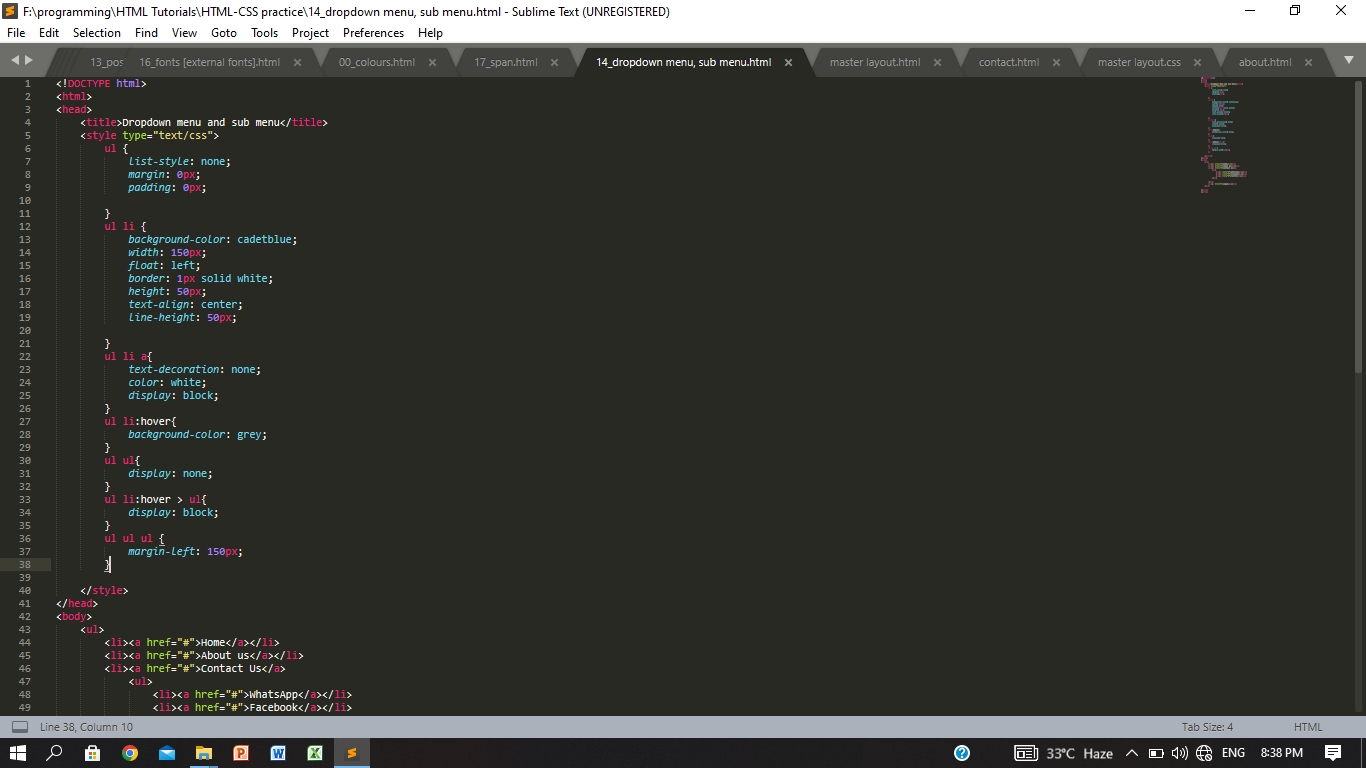 F:\programming\HTML Tutorials\HTML-CSS practice\14_dropdown menu, sub menu.html - Sublime Text (UNREGISTERED)
File Edit Selection Find View Goto Tools Project Preferences Help
13_pos 16_fonts [external fonts].html 00_colours.html 17_span.html 14_dropdown menu, sub menu.html master layout.html contact.html master layout.css about.html
1 <!DOCTYPE html>
2 <html>
3 <head>
4 <title>Dropdown menu and sub menu</title>
5 <style type="text/css">
6 ul {
7 list-style: none;
8 margin: 0px;
9 padding: 0px;
10
11 }
12 ul li {
13 background-color: cadetblue;
14 width: 150px;
15 float: left;
16 border: 1px solid white;
17 height: 50px;
18 text-align: center;
19 line-height: 50px;
20
21 }
22 ul li a{
23 text-decoration: none;
24 color: white;
25 display: block;
26 }
27 ul li:hover{
28 background-color: grey;
29 }
30 ul ul{
31 display: none;
32 }
33 ul li:hover > ul{
34 display: block;
35 }
36 ul ul ul {
37 margin-left: 150px;
38 }
39
40 </style>
41 </head>
42 <body>
43 <ul>
44 <li><a href="#">Home</a></li>
45 <li><a href="#">About us</a></li>
46 <li><a href="#">Contact Us</a>
47 <ul>
48 <li><a href="#">WhatsApp</a></li>
49 <li><a href="#">Facebook</a></li>
Line 38, Column 10 Tab Size: 4 HTML
33°C Haze ENG 8:38 PM